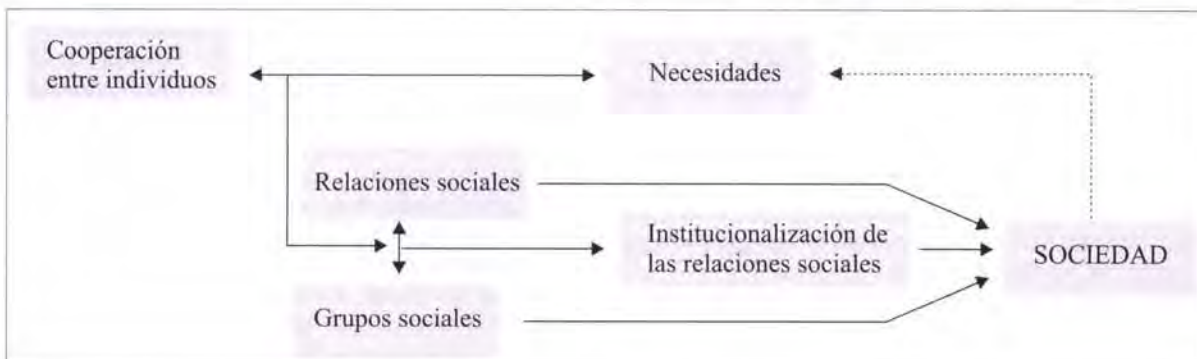 Cooperación
entre individuos
Necesidades
Relaciones sociales
Institucionalización de
las relaciones sociales
SOCIEDAD
Grupos sociales